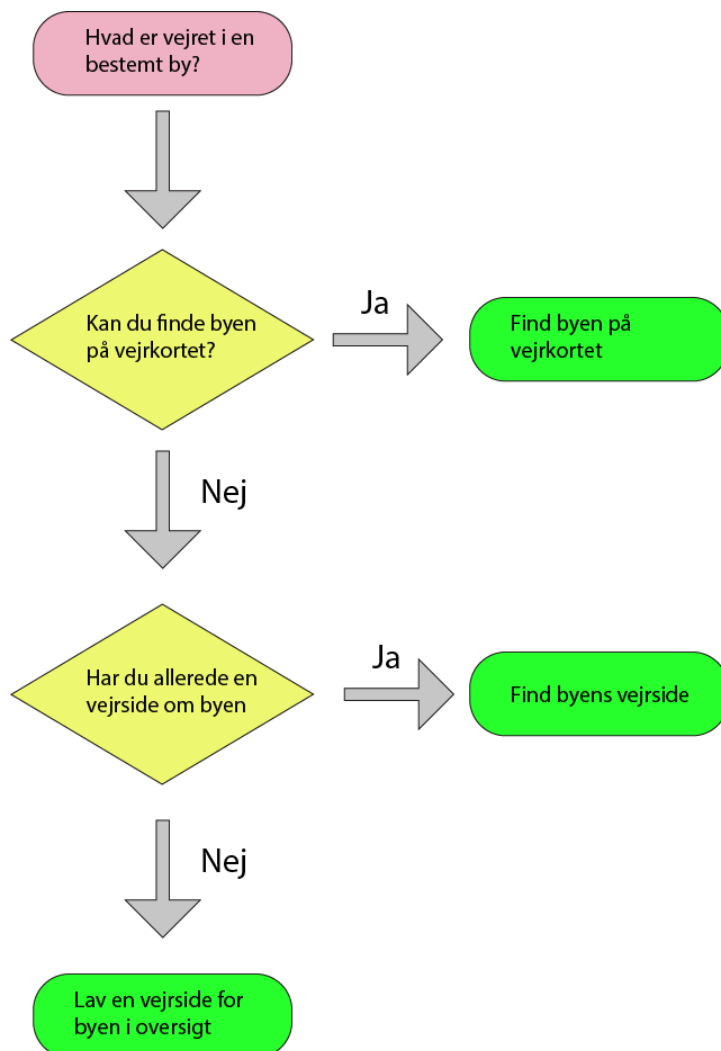 Hvad er vejret i en
bestemt by?
Kan du finde byen
på vejrkortet?
Ja
Find byen på
vejrkortet
Nej
Har du allerede en
vejrside om byen
Ja
Find byens vejrside
Nej
Lav en vejrside for
byen i oversigt